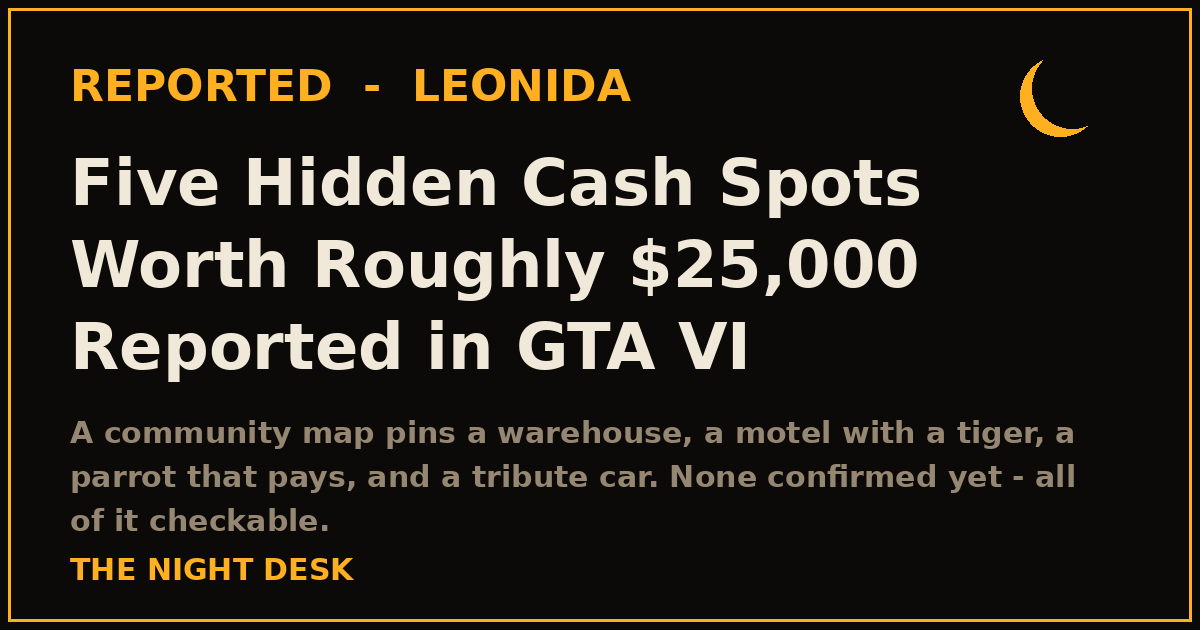 REPORTED - LEONIDA
Five Hidden Cash Spots
Worth Roughly $25,000
Reported in GTA VI
A community map pins a warehouse, a motel with a tiger, a
parrot that pays, and a tribute car. None confirmed yet - all
of it checkable.
THE NIGHT DESK